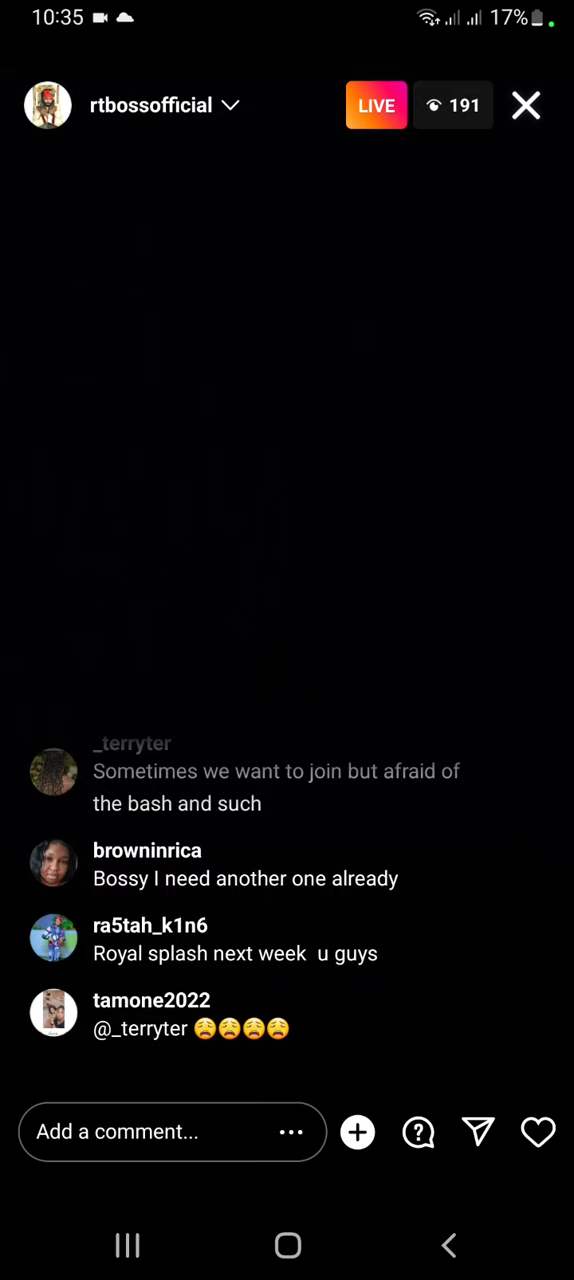 10:35
17%
rtbossofficial
LIVE
191
_terryter
Sometimes we want to join but afraid of
the bash and such
browninrica
Bossy I need another one already
ra5tah_k1n6
Royal splash next week  u guys
tamone2022
@_terryter 😩😩😩😩
Add a comment...